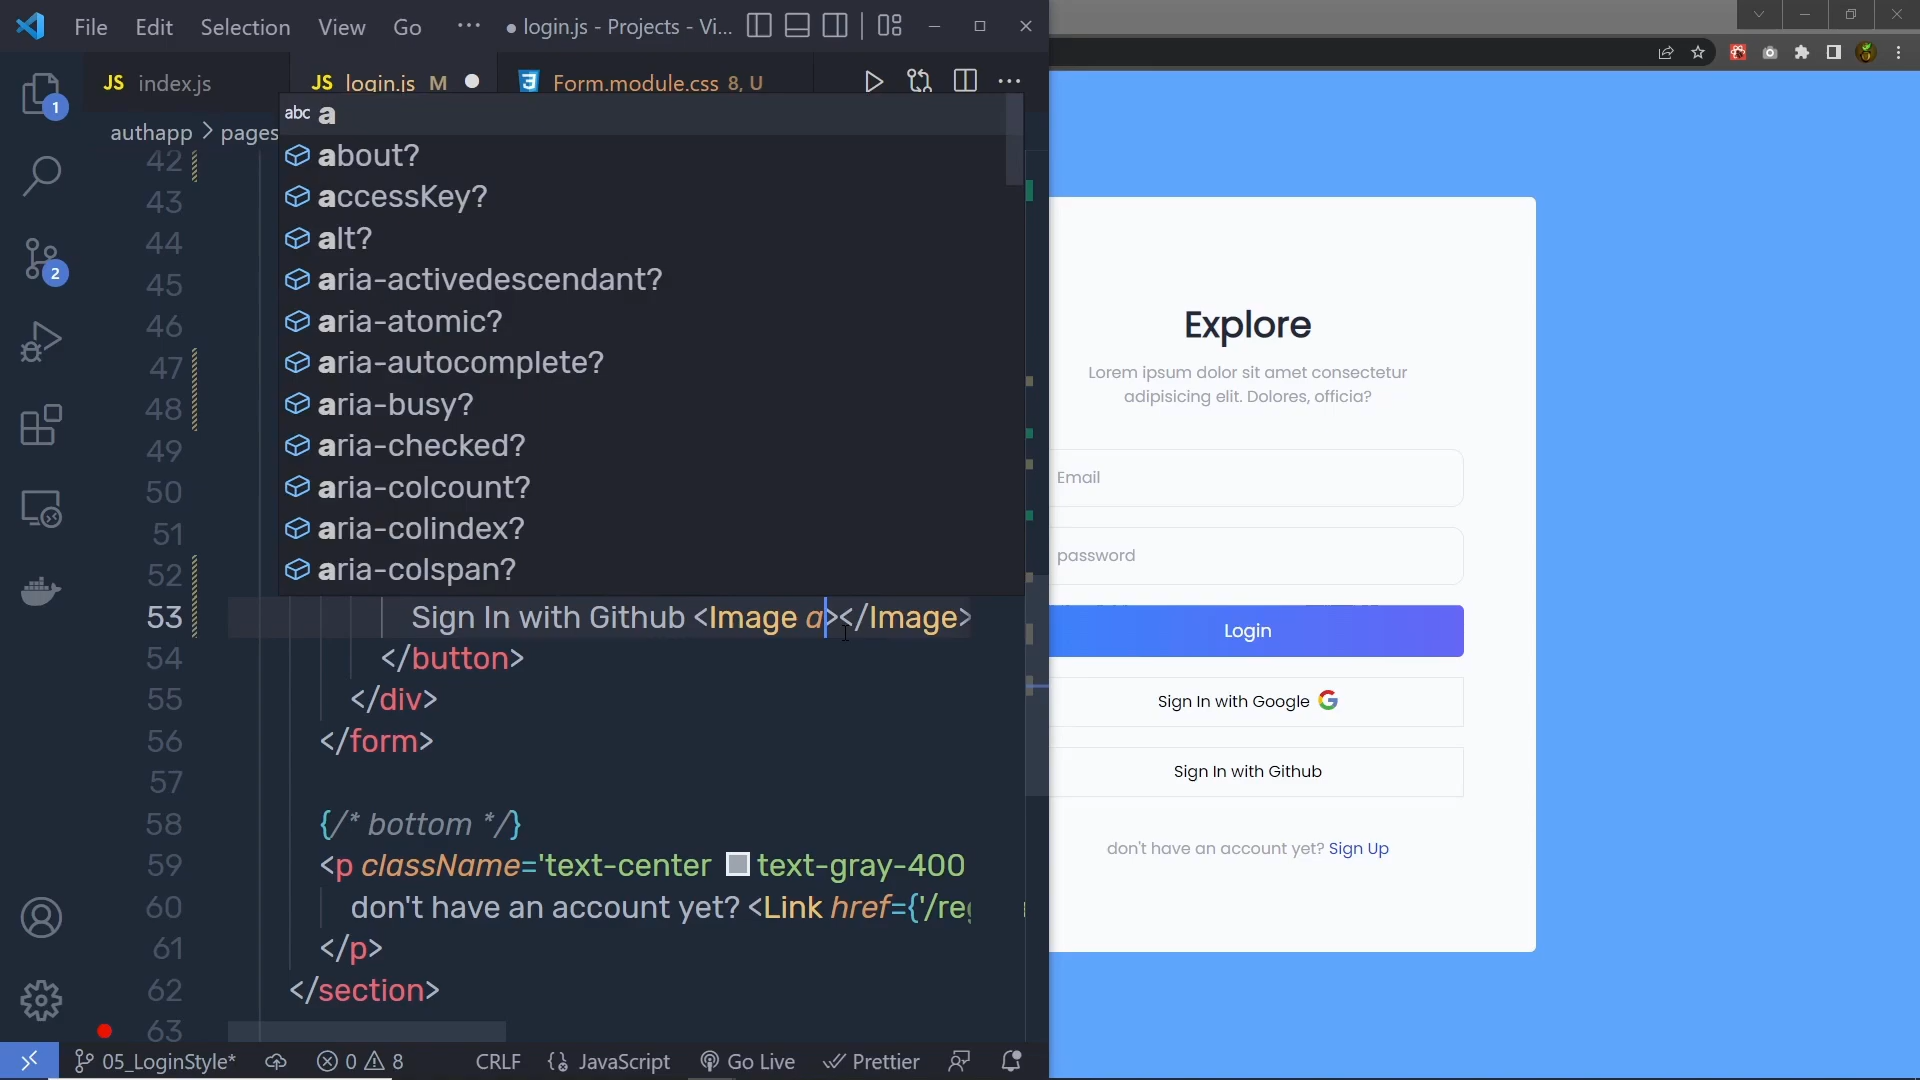 File Edit Selection View Go ··· ● login.js - Projects - Vi...
JS index.js
JS login.js M ●
Form.module.css 8, U
authapp > pages
abc a
about?
accessKey?
alt?
aria-activedescendant?
aria-atomic?
aria-autocomplete?
aria-busy?
aria-checked?
aria-colcount?
aria-colindex?
aria-colspan?
1
2
42
43
44
45
46
47
48
49
50
51
52
53 Sign In with Github <Image a></Image>
54 </button>
55 </div>
56 </form>
57
58 {/* bottom */}
59 <p className='text-center text-gray-400
60 don't have an account yet? <Link href={'/reg
61 </p>
62 </section>
63
05_LoginStyle* 0 8 CRLF {} JavaScript Go Live Prettier
Explore
Lorem ipsum dolor sit amet consectetur
adipisicing elit. Dolores, officia?
Email
password
Login
Sign In with Google
Sign In with Github
don't have an account yet? Sign Up